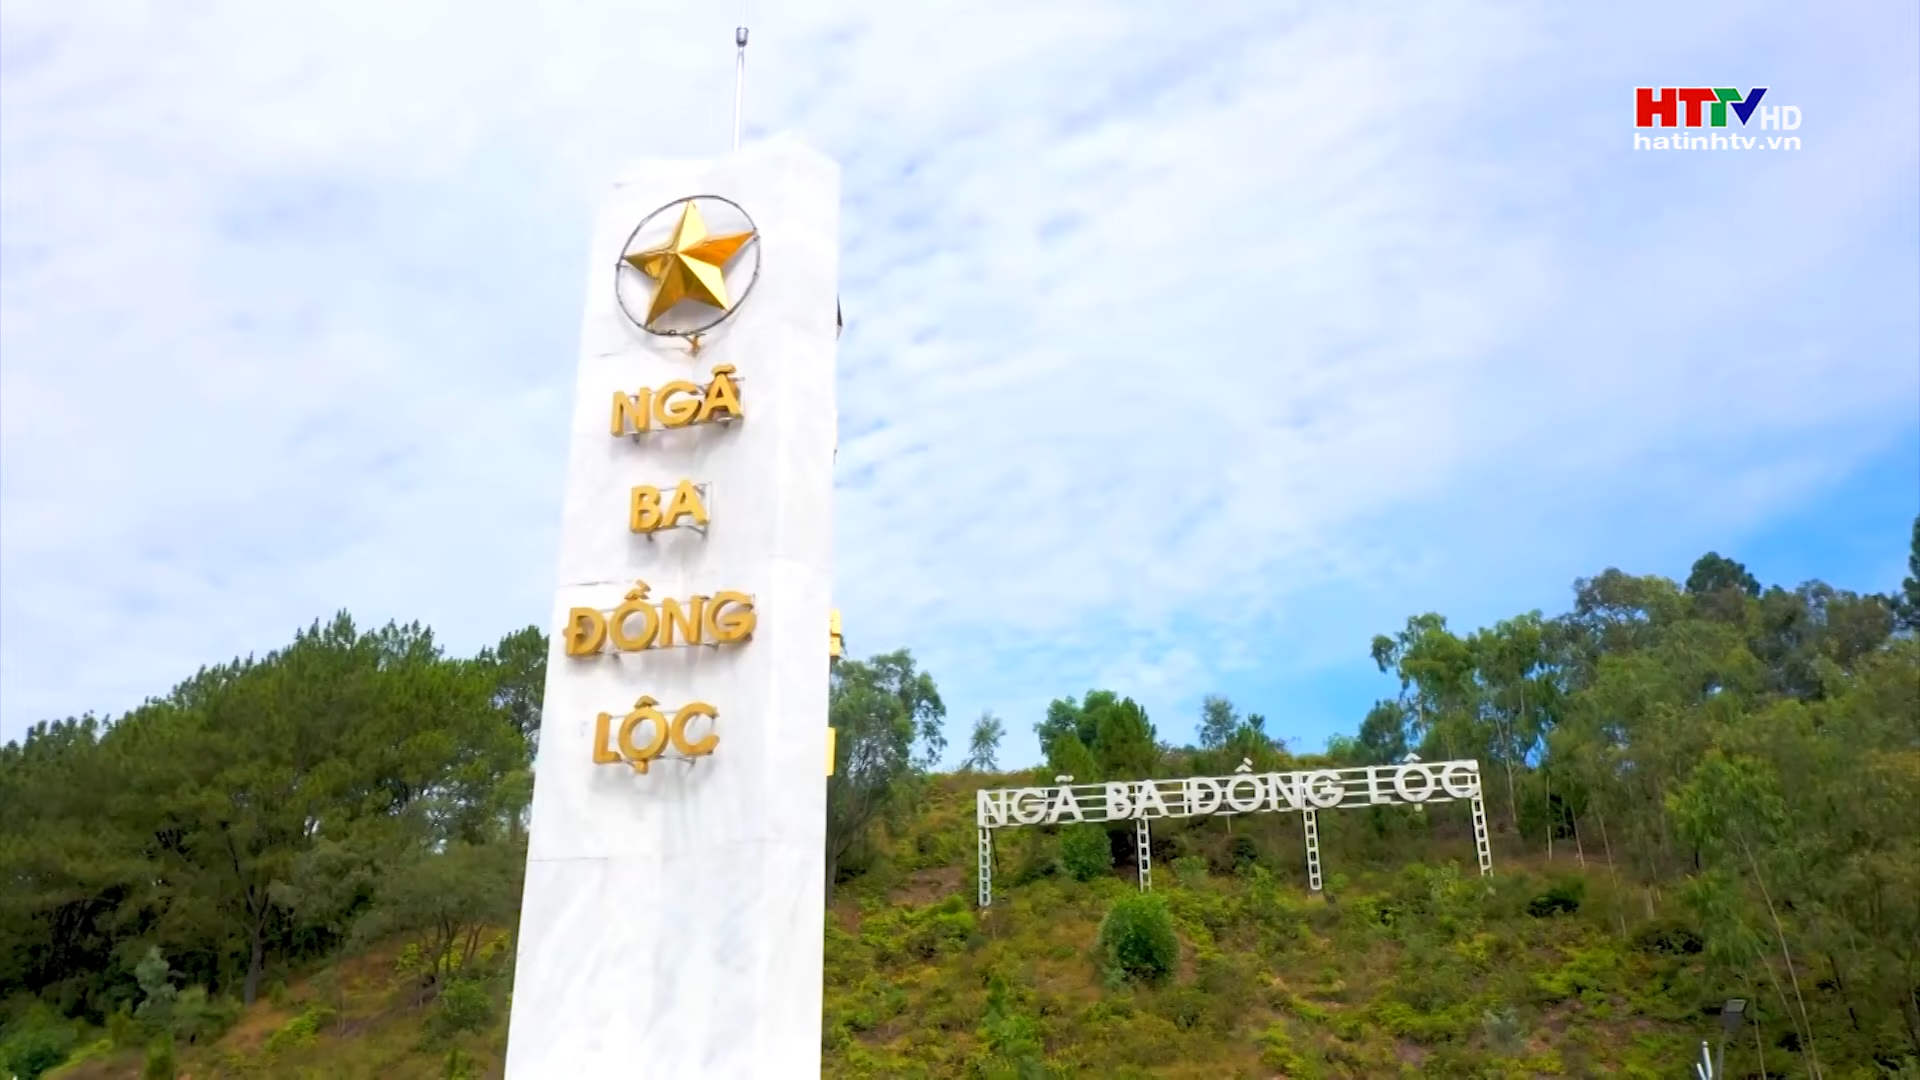 HTTV HD
hatinhtv.vn
NGÃ
BA
ĐỒNG
LỘC
NGÃ BA ĐỒNG LỘC